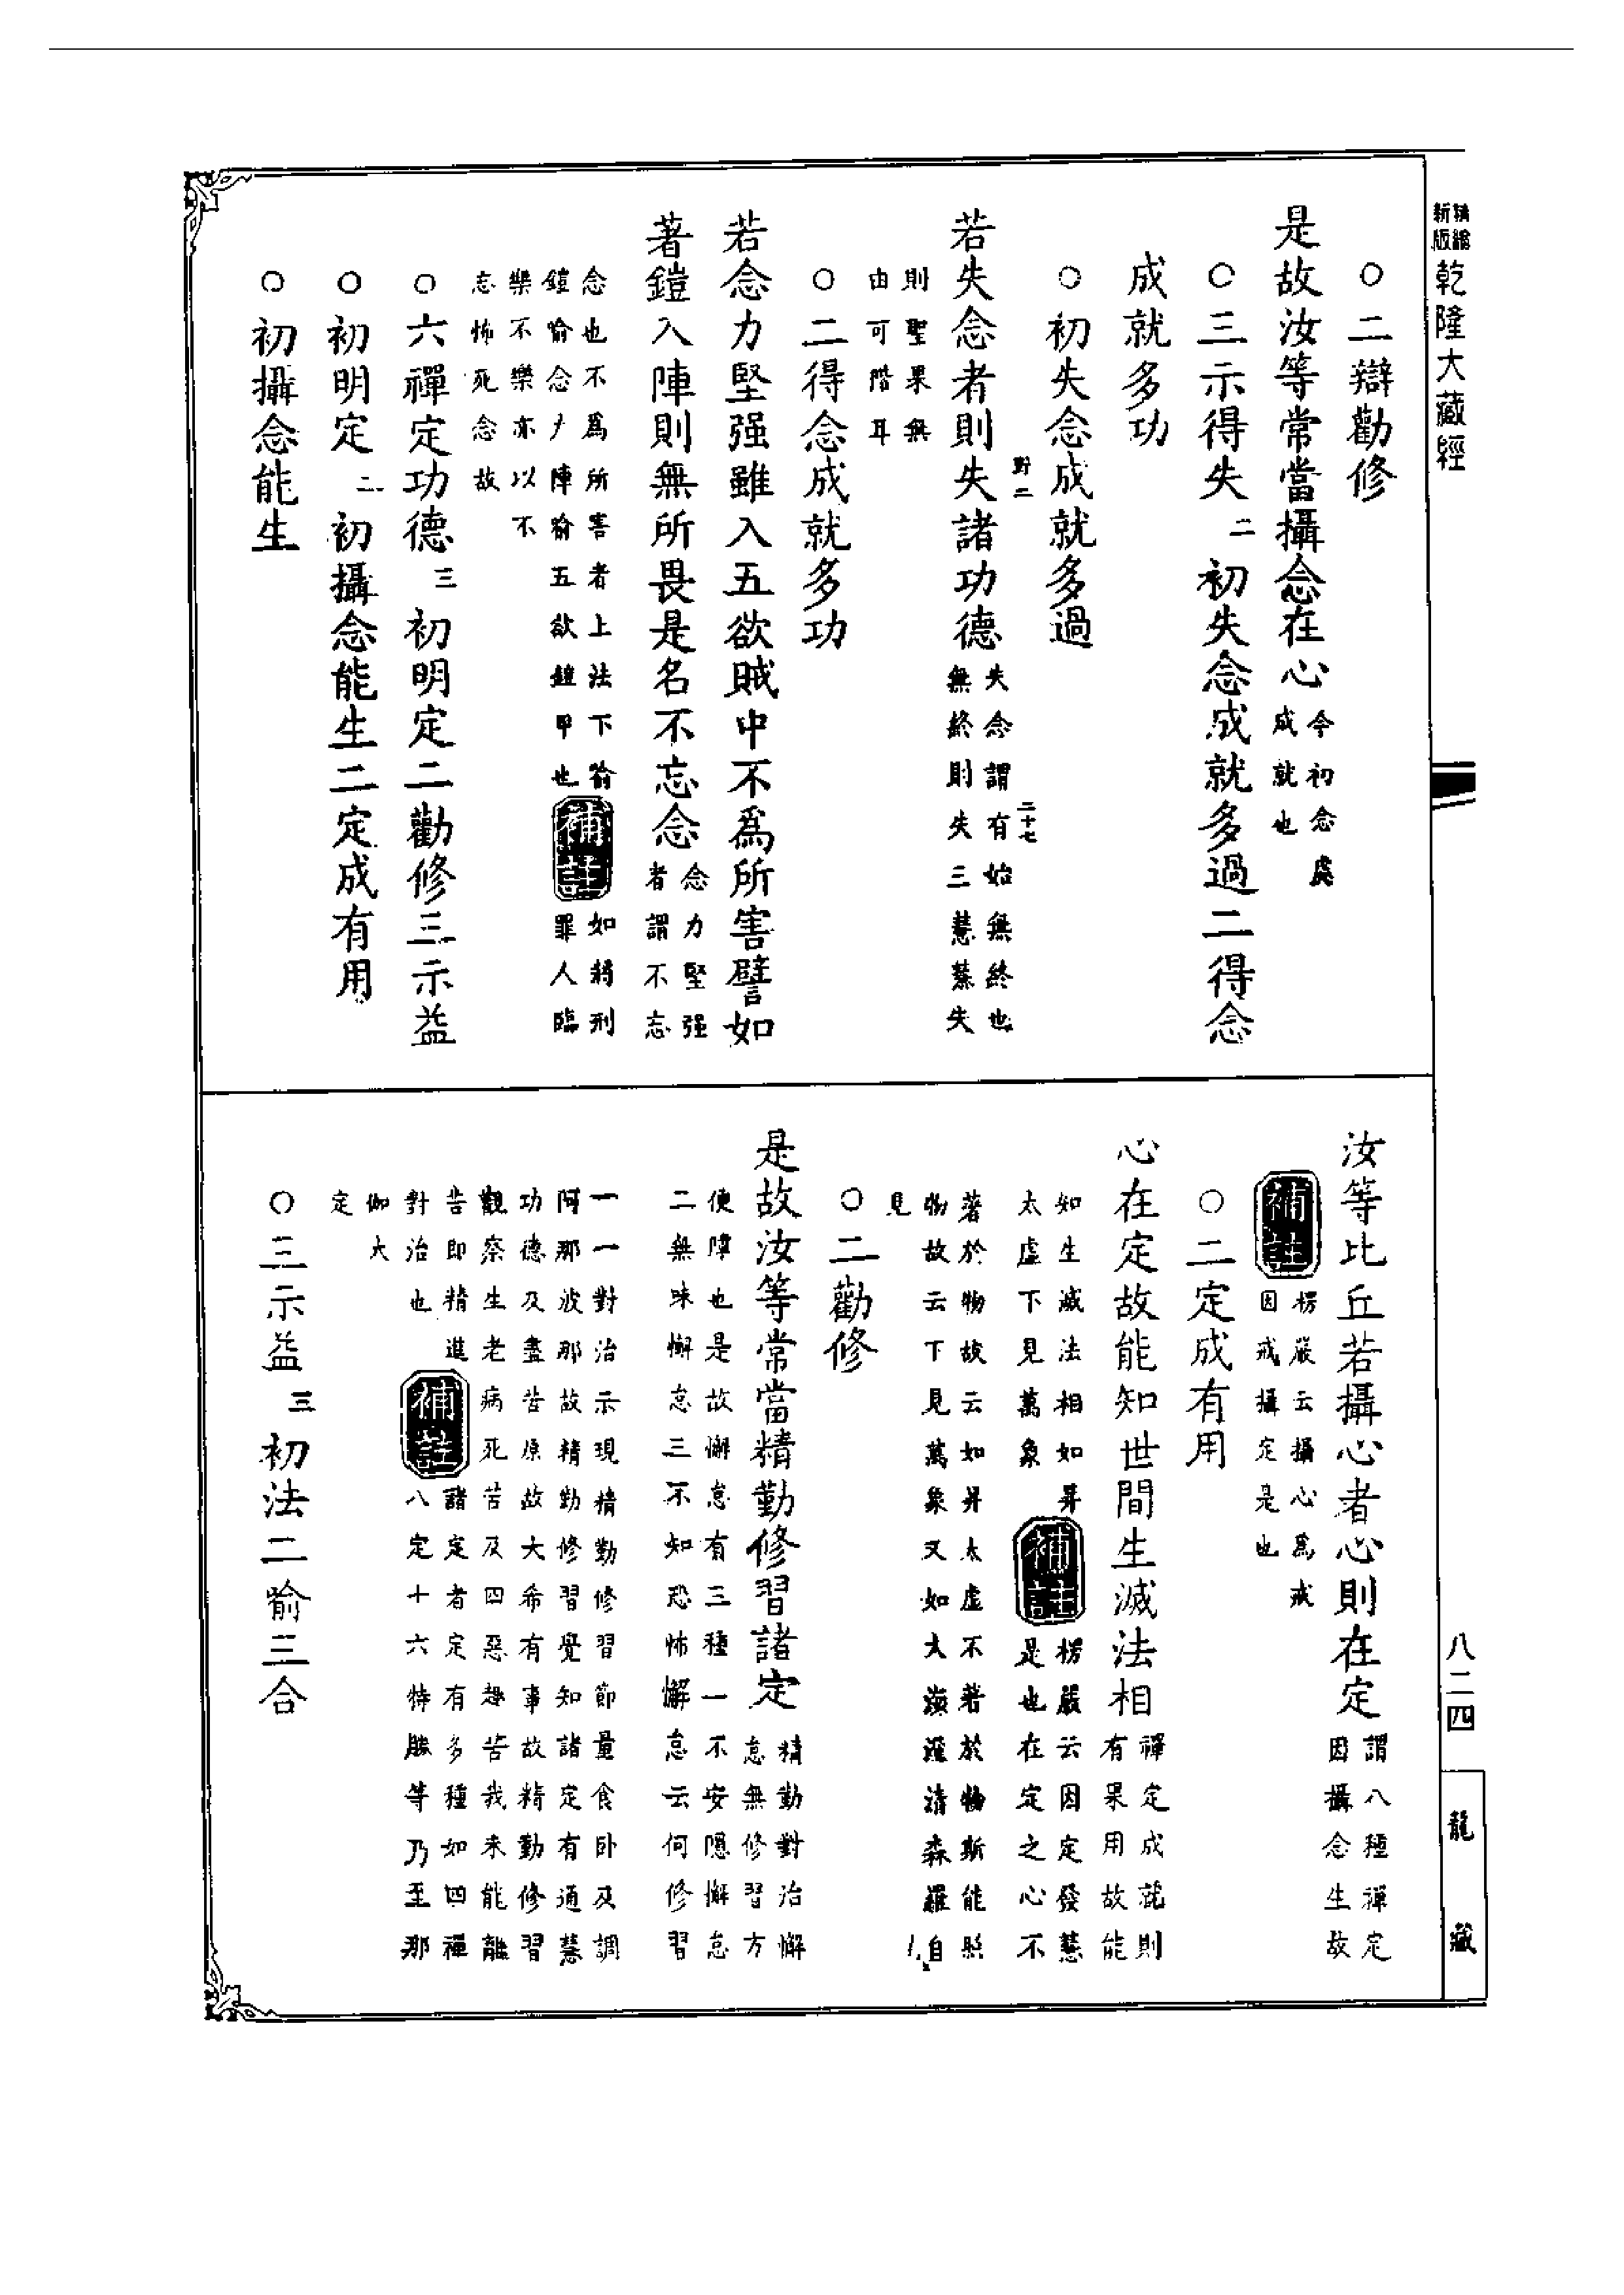 新版精繪
乾隆大藏經
八二四
龍藏
○二辯勸修
是故汝等常當攝念在心今初念處成就也
○三示得失二初失念成就多過二得念
成就多功
○初失念成就多過
野二
若失念者則失諸功德失念謂有始無終也無終則失三慧慕失
二十七
則聖果無由可階耳
○二得念成就多功
若念力堅强雖入五欲賊中不爲所害譬如
著鎧入陣則無所畏是名不忘念念力堅强者謂不忘
念也不爲所害者上法下喻
鎧喻念力陣喻五欲鎧甲也補註如將刑罪人臨
樂不樂亦以不
忘怖死念故
○六禪定功德三初明定二勸修三示益
○初明定二初攝念能生二定成有用
○初攝念能生
汝等比丘若攝心者心則在定謂八種禪定因攝念生故
補註楞嚴云攝心爲戒因戒攝定是也
○二定成有用
心在定故能知世間生滅法相禪定成就則有果用故能
知生滅法相如昇太虛下見萬象補註楞嚴云因定發慧是也在定之心不
著於物故云如昇太虛不著於物斯能照
物故云下見萬象又如大海澄清森羅自
見
○二勸修
是故汝等常當精勤修習諸定精勤對治懈怠無修習方
便障也是故懈怠有三種一不安隱懈怠
二無味懈怠三不知恐怖懈怠云何修習
一一對治示現精勤修習節量食卧及調
阿那波那故精勤修習覺知諸定有通慧
功德及盡苦原故大希有事故精勤修習
觀察生老病死苦及四惡趣苦我未能離
苦即精進
對治也補註諸定者定有多種如四禪八定十六特勝等乃至那
伽大
定
○三示益三初法二喻三合